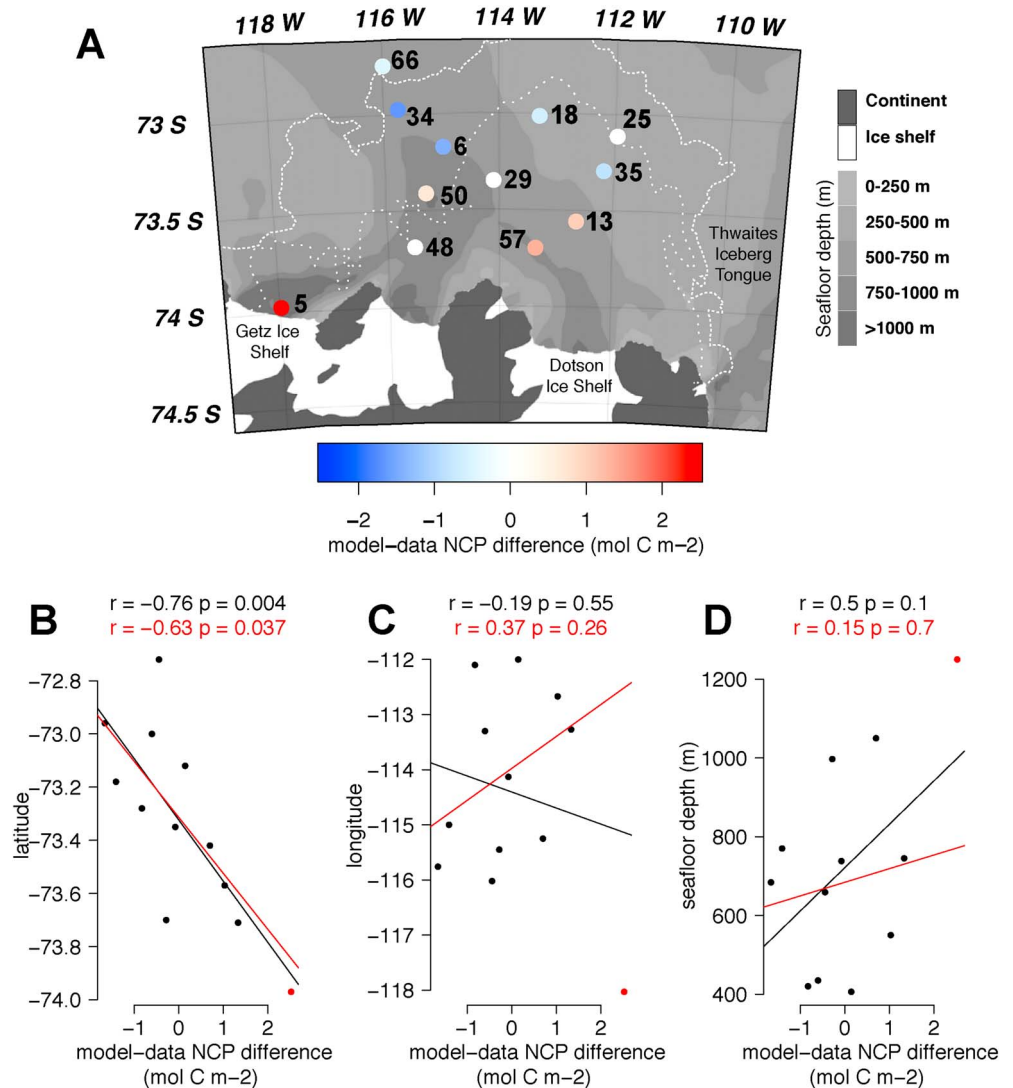 A
118 W
116 W
114 W
112 W
110 W
73 S
73.5 S
74 S
74.5 S
66
34
6
18
25
35
29
50
48
57
13
5
Thwaites
Iceberg
Tongue
Getz Ice
Shelf
Dotson
Ice Shelf
Continent
Ice shelf
Seafloor depth (m)
0-250 m
250-500 m
500-750 m
750-1000 m
>1000 m
−2 −1 0 1 2
model−data NCP difference (mol C m−2)
B
r = −0.76 p = 0.004
r = −0.63 p = 0.037
latitude
−72.8
−73.0
−73.2
−73.4
−73.6
−73.8
−74.0
−1 0 1 2
model−data NCP difference
(mol C m−2)
C
r = −0.19 p = 0.55
r = 0.37 p = 0.26
longitude
−112
−113
−114
−115
−116
−117
−118
−1 0 1 2
model−data NCP difference
(mol C m−2)
D
r = 0.5 p = 0.1
r = 0.15 p = 0.7
seafloor depth (m)
1200
1000
800
600
400
−1 0 1 2
model−data NCP difference
(mol C m−2)